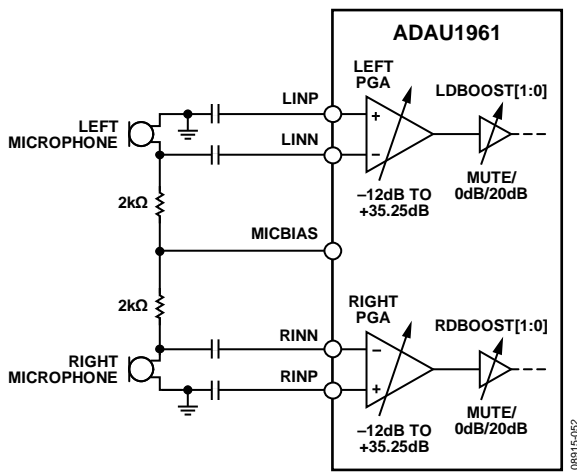 ADAU1961
LEFT
PGA
LDBOOST[1:0]
LINP
LEFT
MICROPHONE
LINN
+
–
–12dB TO
+35.25dB
MUTE/
0dB/20dB
2kΩ
MICBIAS
2kΩ
RIGHT
PGA
RDBOOST[1:0]
RINN
RIGHT
MICROPHONE
RINP
–
+
–12dB TO
+35.25dB
MUTE/
0dB/20dB
08915-052